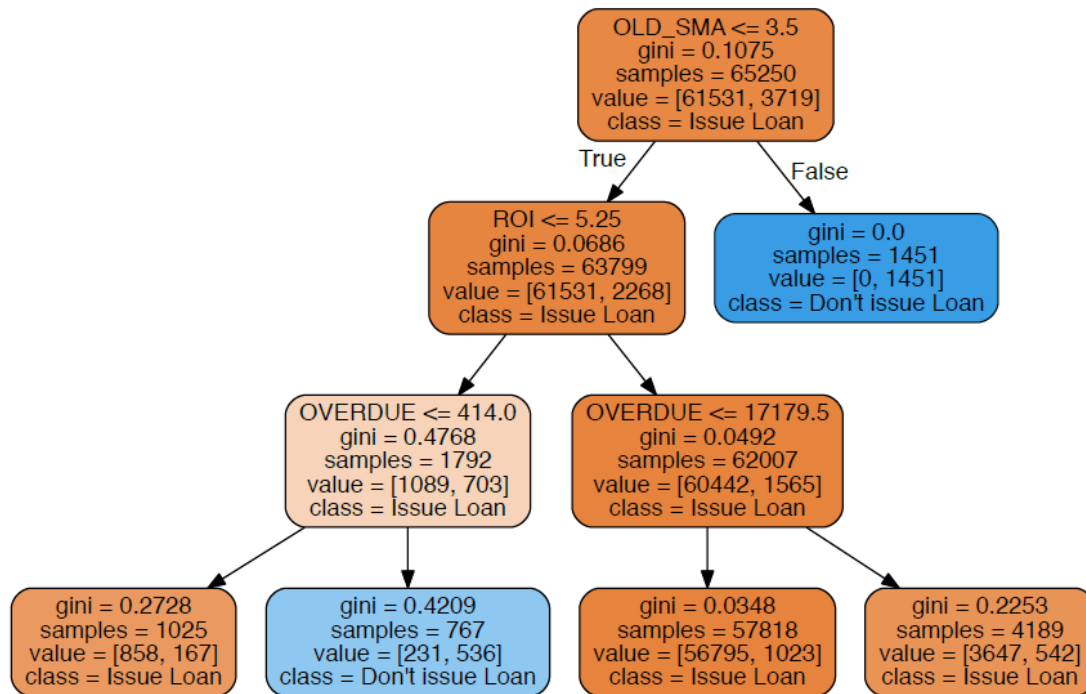 OLD_SMA <= 3.5
gini = 0.1075
samples = 65250
value = [61531, 3719]
class = Issue Loan
True
False
ROI <= 5.25
gini = 0.0686
samples = 63799
value = [61531, 2268]
class = Issue Loan
gini = 0.0
samples = 1451
value = [0, 1451]
class = Don't issue Loan
OVERDUE <= 414.0
gini = 0.4768
samples = 1792
value = [1089, 703]
class = Issue Loan
OVERDUE <= 17179.5
gini = 0.0492
samples = 62007
value = [60442, 1565]
class = Issue Loan
gini = 0.2728
samples = 1025
value = [858, 167]
class = Issue Loan
gini = 0.4209
samples = 767
value = [231, 536]
class = Don't issue Loan
gini = 0.0348
samples = 57818
value = [56795, 1023]
class = Issue Loan
gini = 0.2253
samples = 4189
value = [3647, 542]
class = Issue Loan